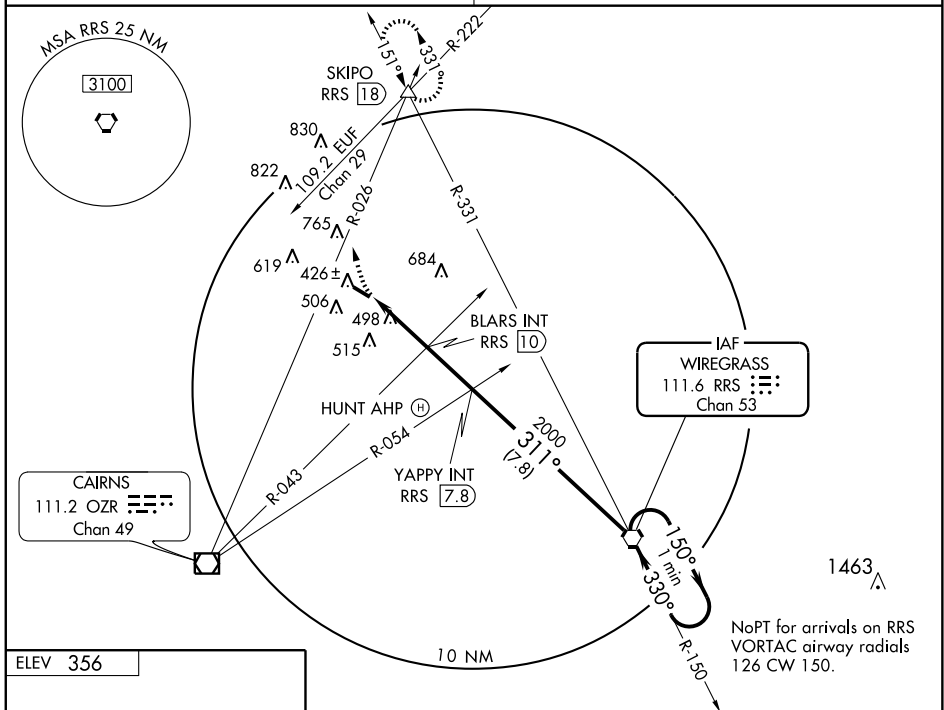 MSA RRS 25 NM
3100
SKIPO
RRS 18
151°
331°
R-222
830
822
109.2 EUF
Chan 29
R-026
R-331
765
619
426±
684
506
498
515
BLARS INT
RRS 10
IAF
WIREGRASS
111.6 RRS
Chan 53
HUNT AHP H
R-054
R-043
YAPPY INT
RRS 7.8
2000
311°
(7.8)
CAIRNS
111.2 OZR
Chan 49
150°
1 min
330°
1463
NoPT for arrivals on RRS
VORTAC airway radials
126 CW 150.
R-150
10 NM
ELEV 356